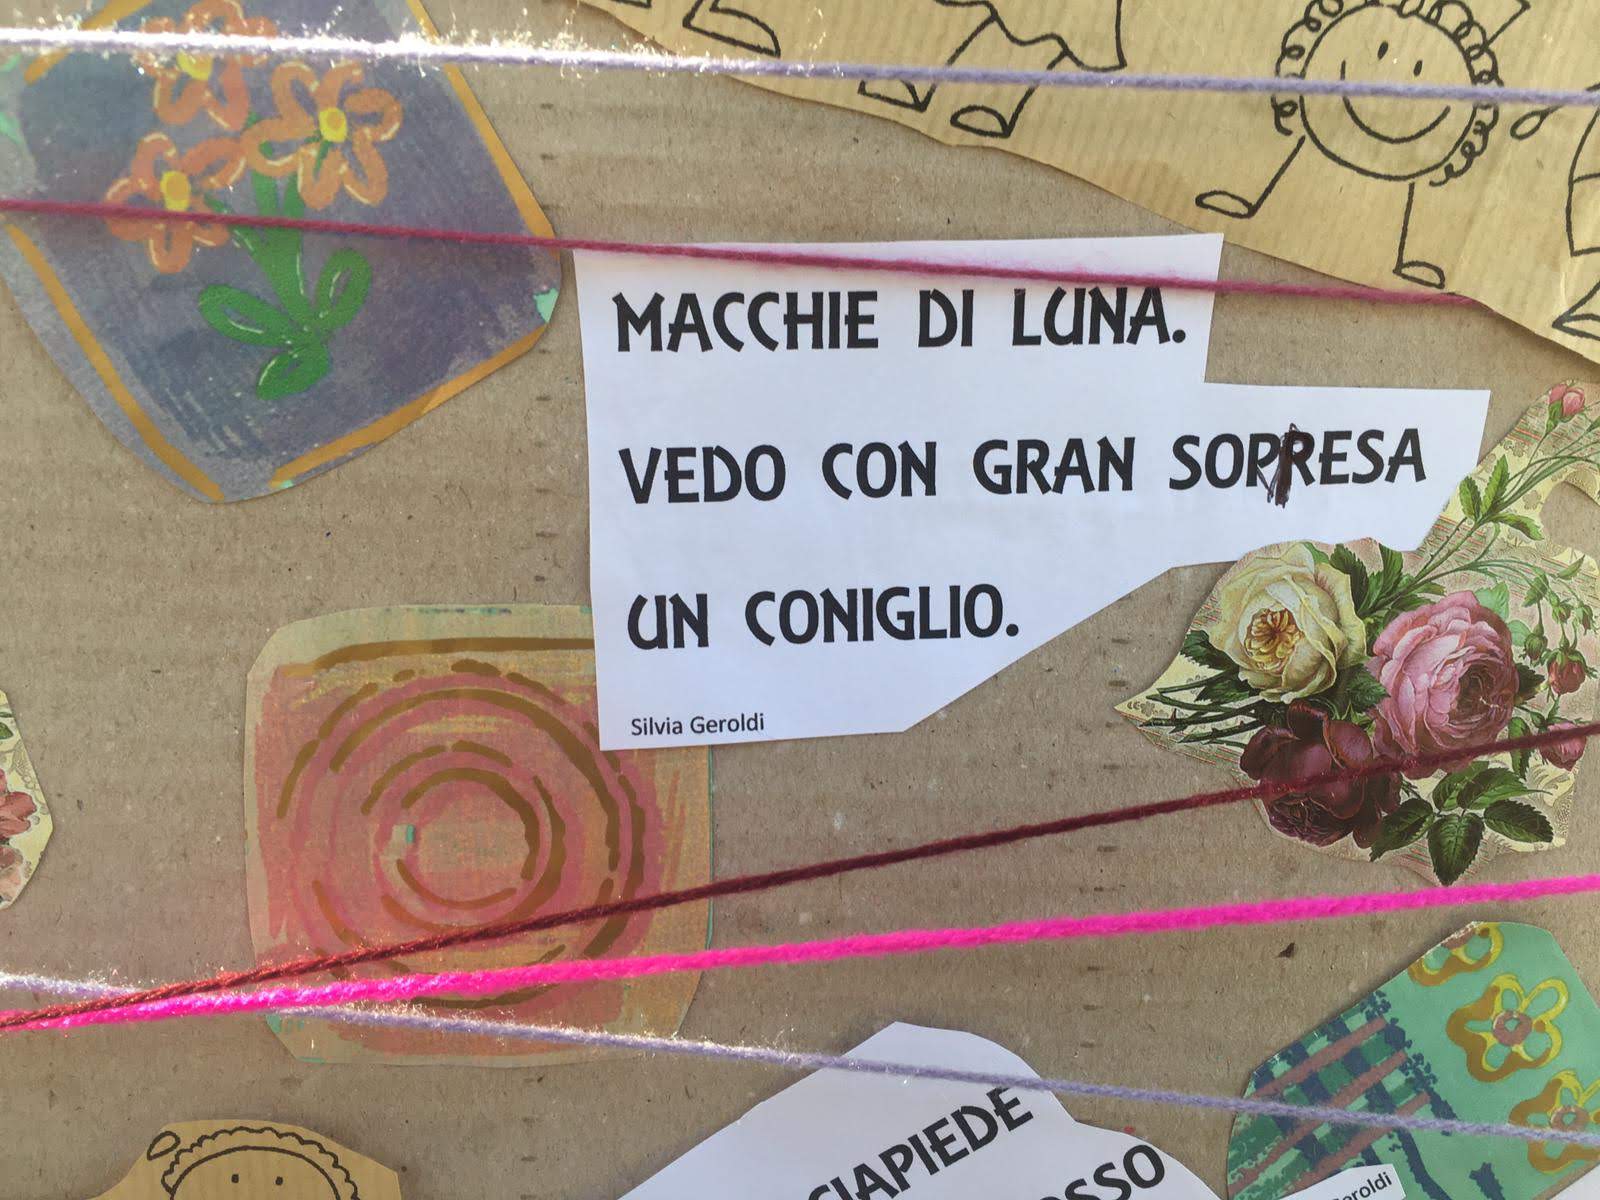 MACCHIE DI LUNA.
VEDO CON GRAN SORPRESA
UN CONIGLIO.
Silvia Geroldi